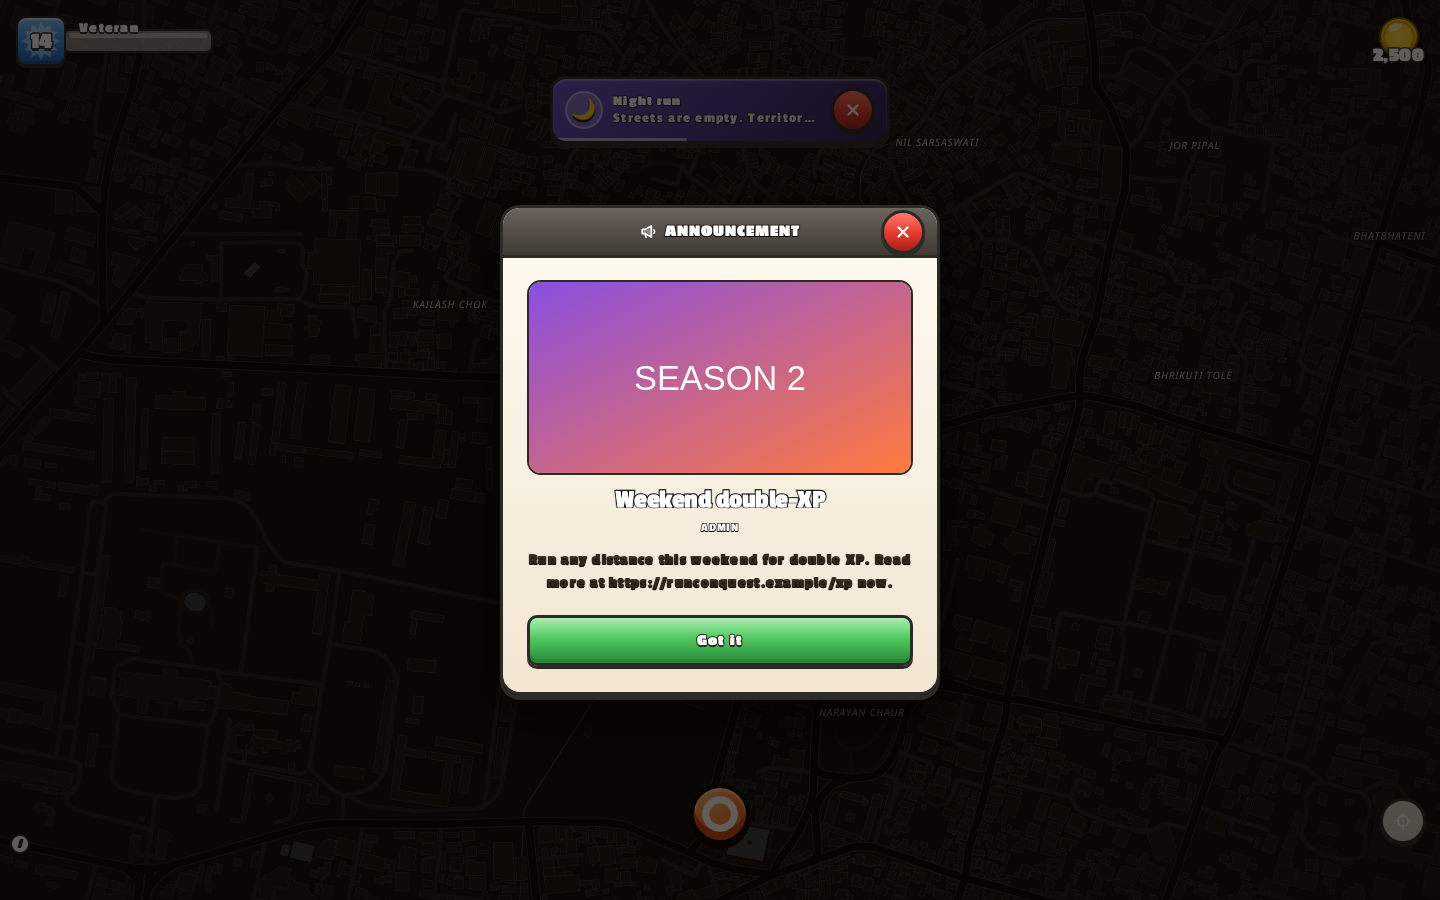 14
Veteran
2,500
Night run
Streets are empty. Territor...
NIL SARSASWATI
JOR PIPAL
BHATBHATENI
ANNOUNCEMENT
KAILASH CHOK
SEASON 2
BHRIKUTI TOLE
Weekend double-XP
ADMIN
Run any distance this weekend for double XP. Read
more at https://runconquest.example/xp now.
Got it
NARAYAN CHAUR